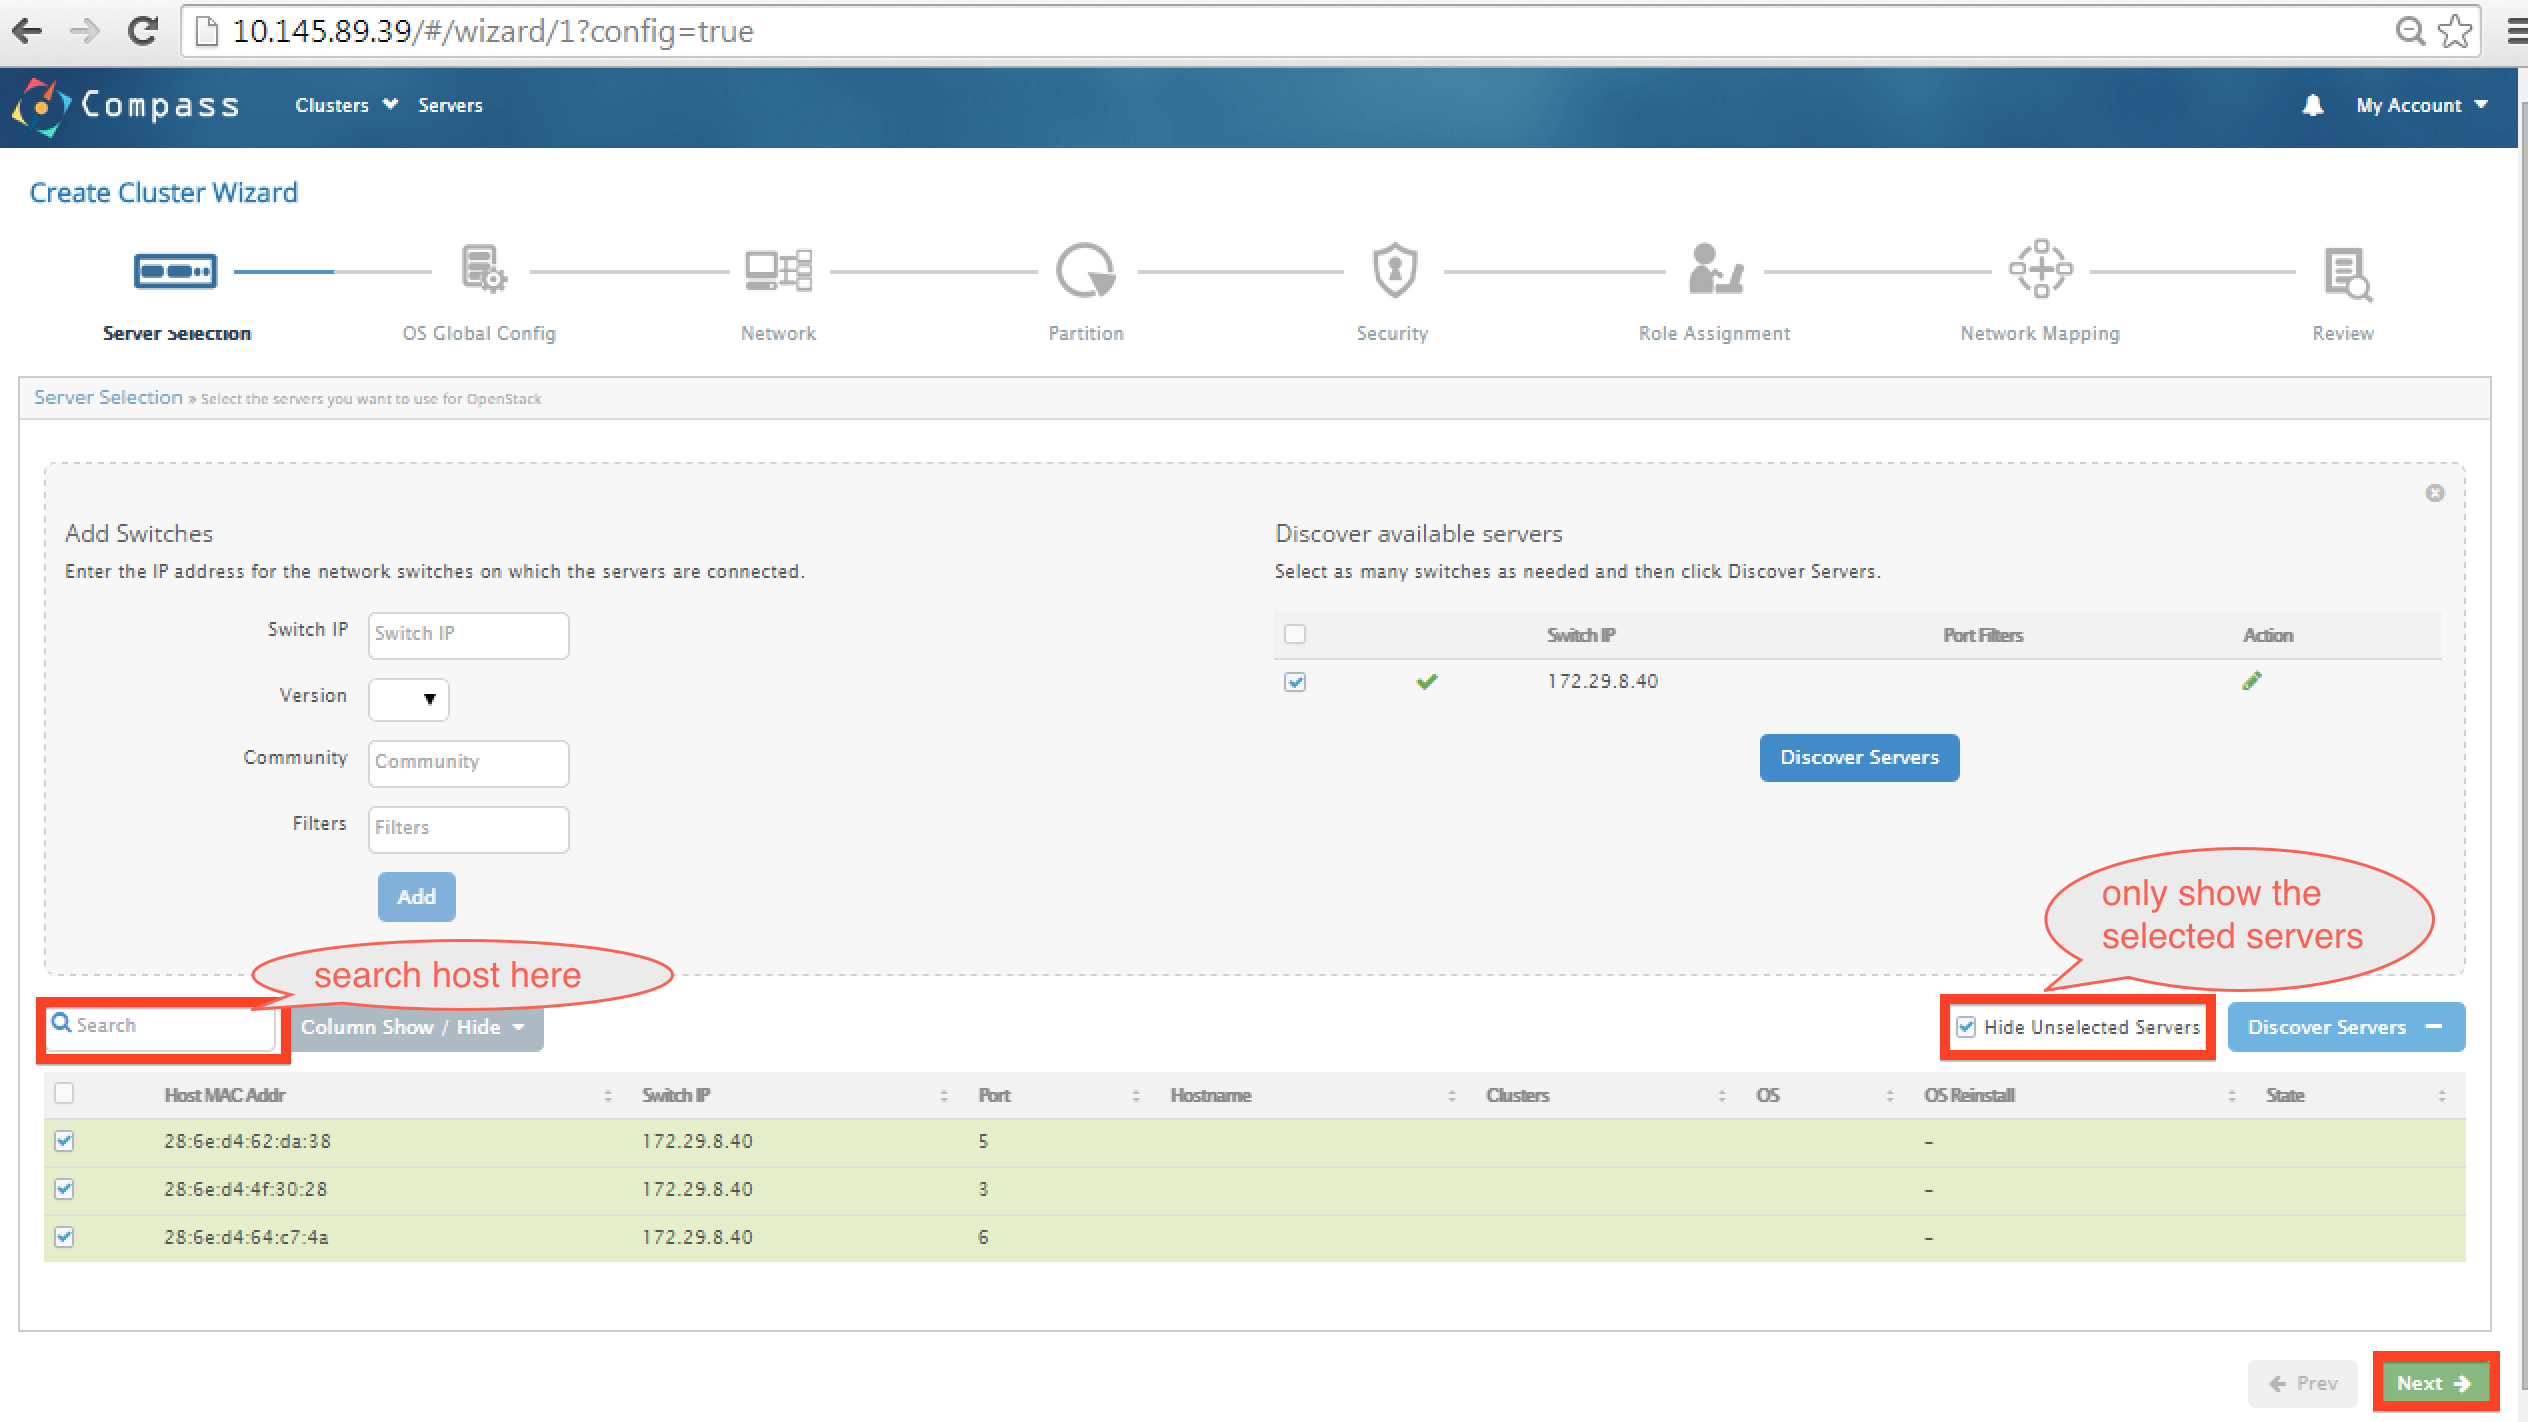 10.145.89.39/#/wizard/1?config=true
Compass
Clusters
Servers
My Account
Create Cluster Wizard
Server Selection
OS Global Config
Network
Partition
Security
Role Assignment
Network Mapping
Review
Server Selection » Select the servers you want to use for OpenStack
Add Switches
Enter the IP address for the network switches on which the servers are connected.
Switch IP
Switch IP
Version
Community
Community
Filters
Filters
Add
Discover available servers
Select as many switches as needed and then click Discover Servers.
Switch IP Port Filters Action
172.29.8.40
Discover Servers
only show the
selected servers
search host here
Search
Column Show / Hide
Hide Unselected Servers
Discover Servers
Host MAC Addr Switch IP Port Hostname Clusters OS OS Reinstall State
28:6e:d4:62:da:38 172.29.8.40 5 –
28:6e:d4:4f:30:28 172.29.8.40 3 –
28:6e:d4:64:c7:4a 172.29.8.40 6 –
Prev
Next